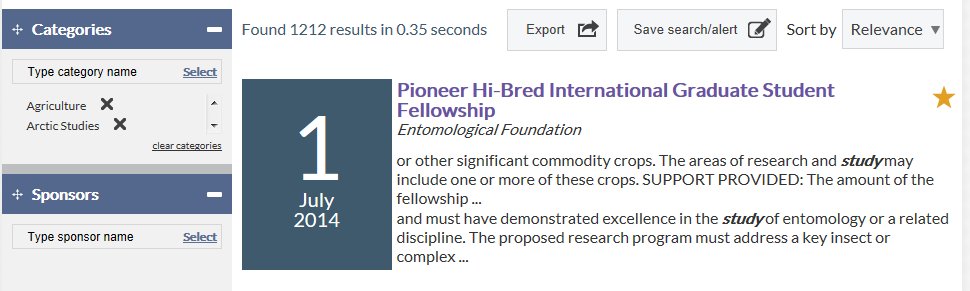 Categories
Type category name Select
Agriculture
Arctic Studies
clear categories
Sponsors
Type sponsor name Select
Found 1212 results in 0.35 seconds Export Save search/alert Sort by Relevance
1
July
2014
Pioneer Hi-Bred International Graduate Student
Fellowship
Entomological Foundation
or other significant commodity crops. The areas of research and study may
include one or more of these crops. SUPPORT PROVIDED: The amount of the
fellowship ...
and must have demonstrated excellence in the study of entomology or a related
discipline. The proposed research program must address a key insect or
complex ...